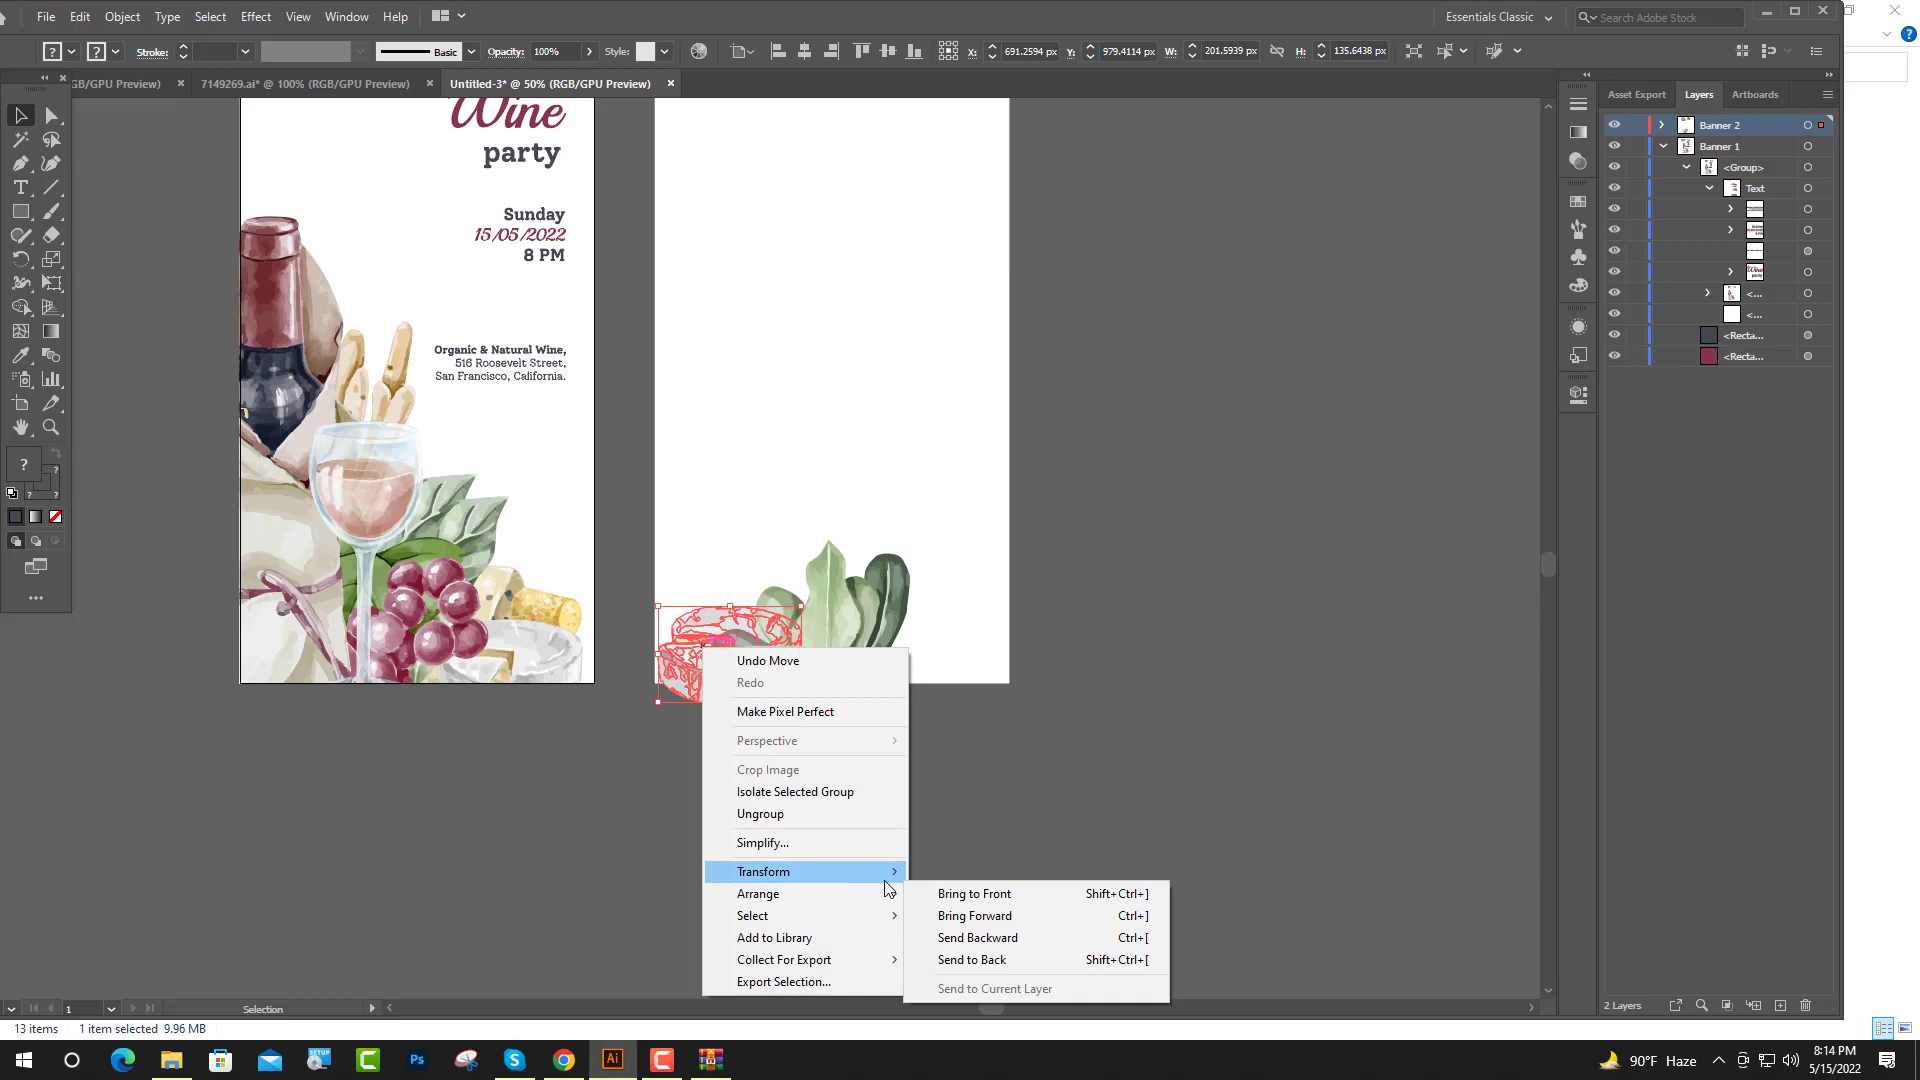 File Edit Object Type Select Effect View Window Help
Essentials Classic
Search Adobe Stock
? ? Stroke: Basic Opacity: 100% Style: X: 691.2594 px Y: 979.4114 px W: 201.5939 px H: 135.6438 px
GB/GPU Preview) × 7149269.ai* @ 100% (RGB/GPU Preview) × Untitled-3* @ 50% (RGB/GPU Preview) ×
Asset Export Layers Artboards
Banner 2
Banner 1
<Group>
Text
<...
<...
<Recta...
<Recta...
Wine
party
Sunday
15/05/2022
8 PM
Organic & Natural Wine,
516 Roosevelt Street,
San Francisco, California.
Undo Move
Redo
Make Pixel Perfect
Perspective
Crop Image
Isolate Selected Group
Ungroup
Simplify...
Transform
Arrange
Select
Add to Library
Collect For Export
Export Selection...
Bring to Front Shift+Ctrl+]
Bring Forward Ctrl+]
Send Backward Ctrl+[
Send to Back Shift+Ctrl+[
Send to Current Layer
1 Selection
2 Layers
13 items 1 item selected 9.96 MB
90°F Haze
8:14 PM
5/15/2022